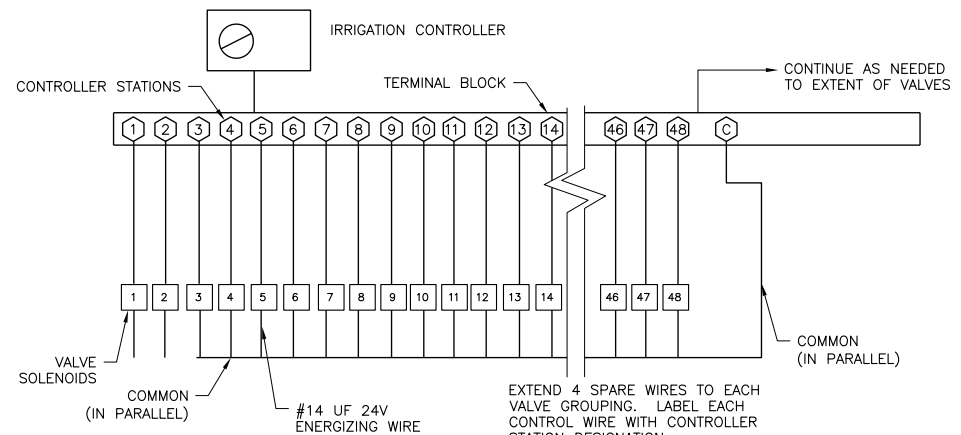 IRRIGATION CONTROLLER
CONTROLLER STATIONS
TERMINAL BLOCK
CONTINUE AS NEEDED
TO EXTENT OF VALVES
1 2 3 4 5 6 7 8 9 10 11 12 13 14 46 47 48 C
1 2 3 4 5 6 7 8 9 10 11 12 13 14 46 47 48
VALVE
SOLENOIDS
COMMON
(IN PARALLEL)
#14 UF 24V
ENERGIZING WIRE
COMMON
(IN PARALLEL)
EXTEND 4 SPARE WIRES TO EACH
VALVE GROUPING. LABEL EACH
CONTROL WIRE WITH CONTROLLER
STATION DESIGNATION